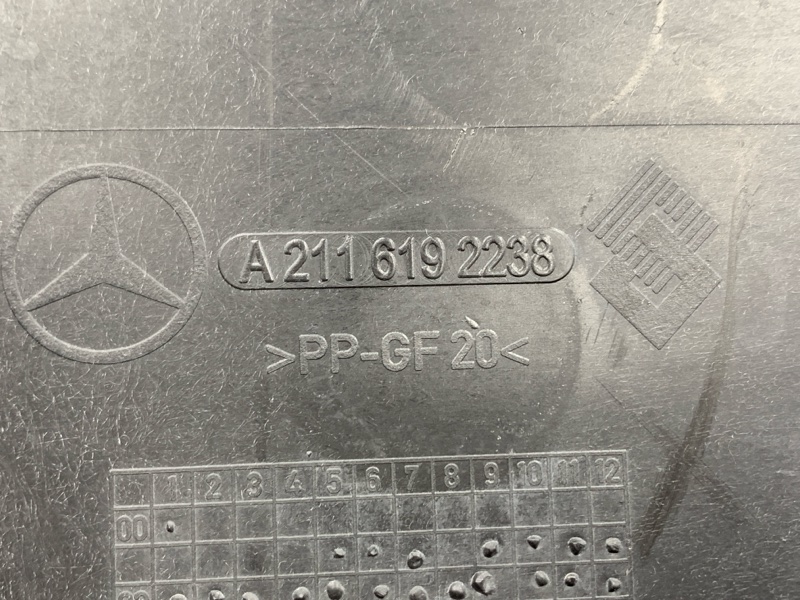 A 211 619 2238
>PP-GF 20<
1 2 3 4 5 6 7 8 9 10 11 12
00